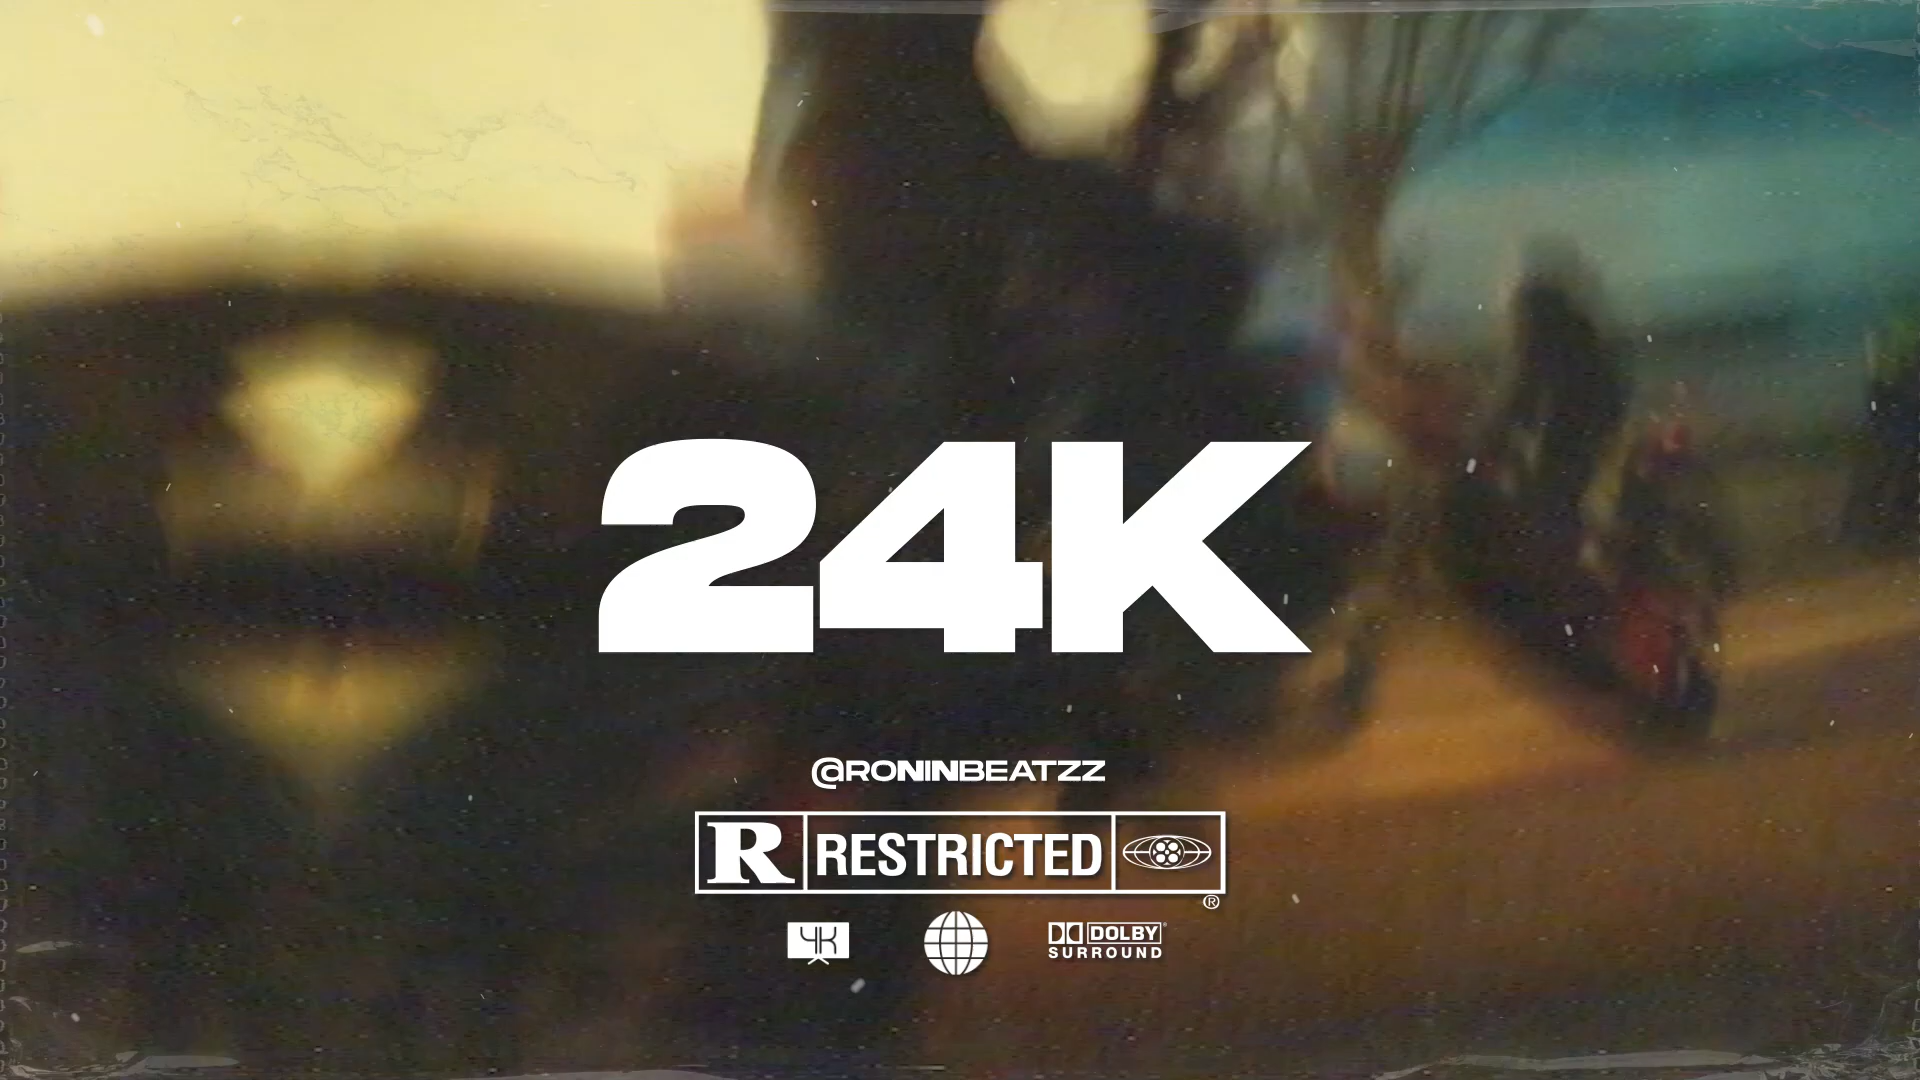 24K
@RONINBEATZZ
R RESTRICTED
®
4K DOLBY SURROUND